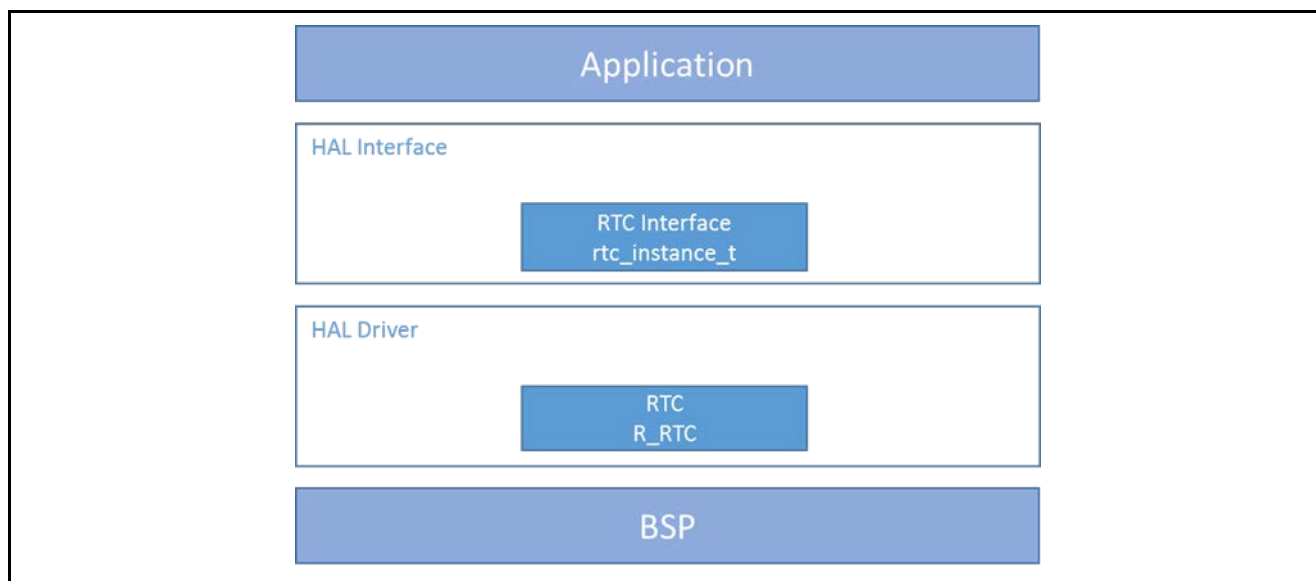 Application
HAL Interface
RTC Interface
rtc_instance_t
HAL Driver
RTC
R_RTC
BSP